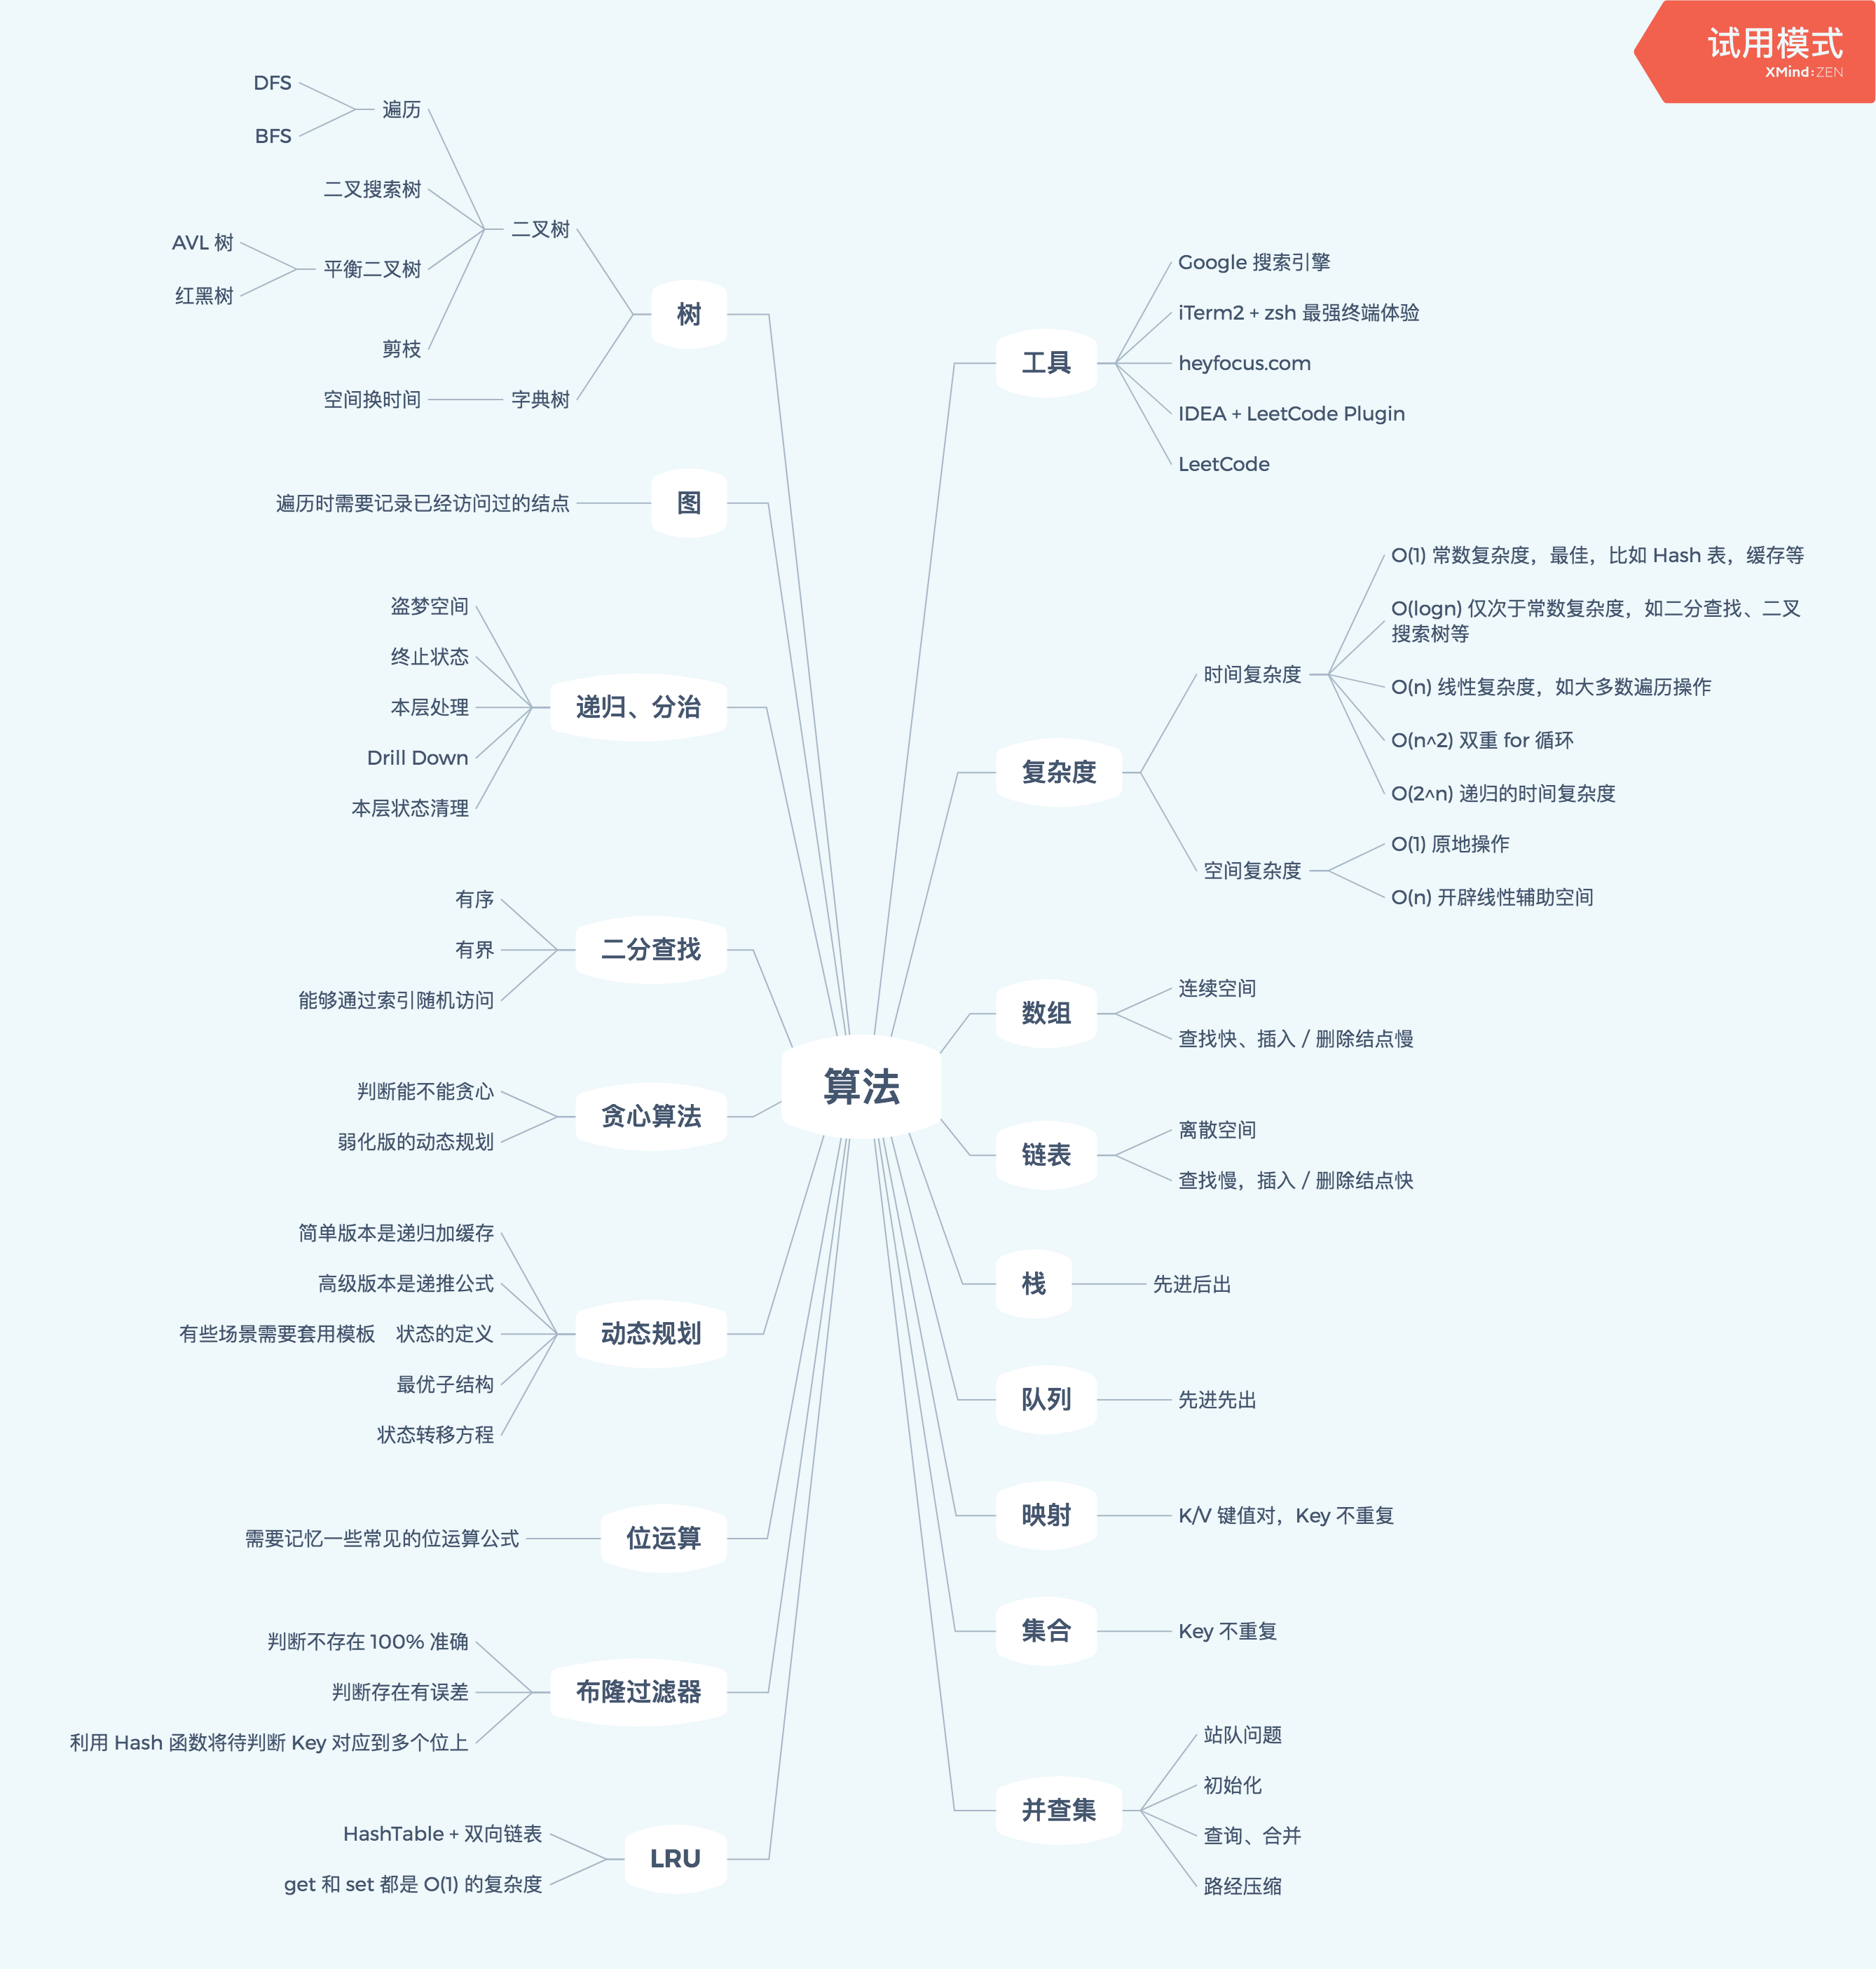 试用模式
XMind:ZEN
算法
工具
Google 搜索引擎
iTerm2 + zsh 最强终端体验
heyfocus.com
IDEA + LeetCode Plugin
LeetCode
复杂度
时间复杂度
O(1) 常数复杂度，最佳，比如 Hash 表，缓存等
O(logn) 仅次于常数复杂度，如二分查找、二叉
搜索树等
O(n) 线性复杂度，如大多数遍历操作
O(n^2) 双重 for 循环
O(2^n) 递归的时间复杂度
空间复杂度
O(1) 原地操作
O(n) 开辟线性辅助空间
数组
连续空间
查找快、插入 / 删除结点慢
链表
离散空间
查找慢，插入 / 删除结点快
栈
先进后出
队列
先进先出
映射
K/V 键值对，Key 不重复
集合
Key 不重复
并查集
站队问题
初始化
查询、合并
路经压缩
树
二叉树
遍历
DFS
BFS
二叉搜索树
平衡二叉树
AVL 树
红黑树
剪枝
字典树
空间换时间
图
遍历时需要记录已经访问过的结点
递归、分治
盗梦空间
终止状态
本层处理
Drill Down
本层状态清理
二分查找
有序
有界
能够通过索引随机访问
贪心算法
判断能不能贪心
弱化版的动态规划
动态规划
简单版本是递归加缓存
高级版本是递推公式
有些场景需要套用模板 状态的定义
最优子结构
状态转移方程
位运算
需要记忆一些常见的位运算公式
布隆过滤器
判断不存在 100% 准确
判断存在有误差
利用 Hash 函数将待判断 Key 对应到多个位上
LRU
HashTable + 双向链表
get 和 set 都是 O(1) 的复杂度